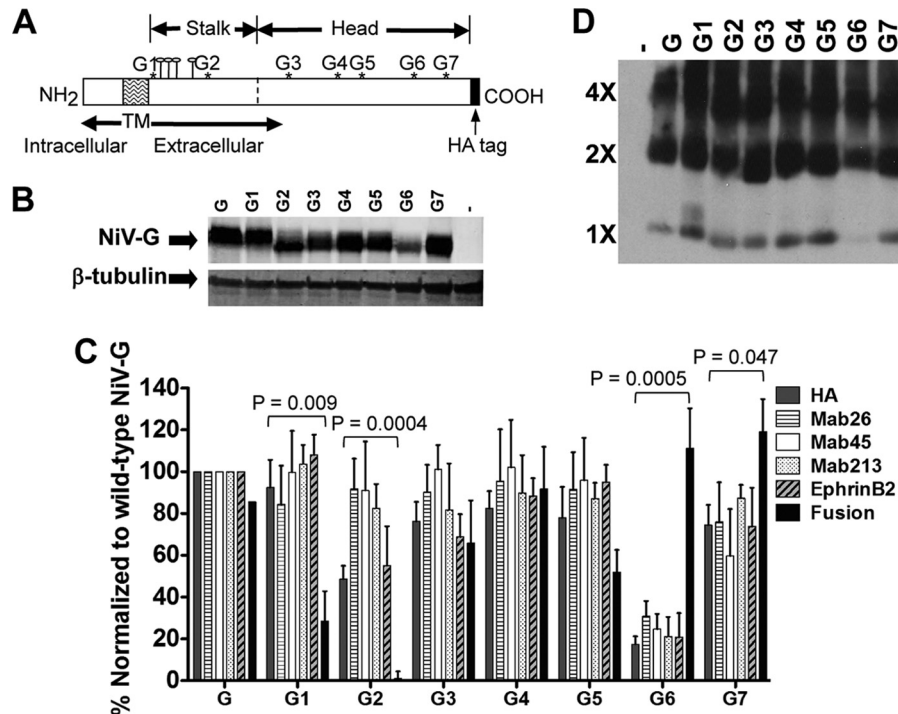 A
Stalk
Head
G1
G2
G3
G4
G5
G6
G7
NH2
COOH
TM
Intracellular
Extracellular
HA tag
B
G
G1
G2
G3
G4
G5
G6
G7
-
NiV-G
β-tubulin
D
-
G
G1
G2
G3
G4
G5
G6
G7
4X
2X
1X
C
% Normalized to wild-type NiV-G
140
120
100
80
60
40
20
0
P = 0.009
P = 0.0004
P = 0.0005
P = 0.047
HA
Mab26
Mab45
Mab213
EphrinB2
Fusion
G
G1
G2
G3
G4
G5
G6
G7